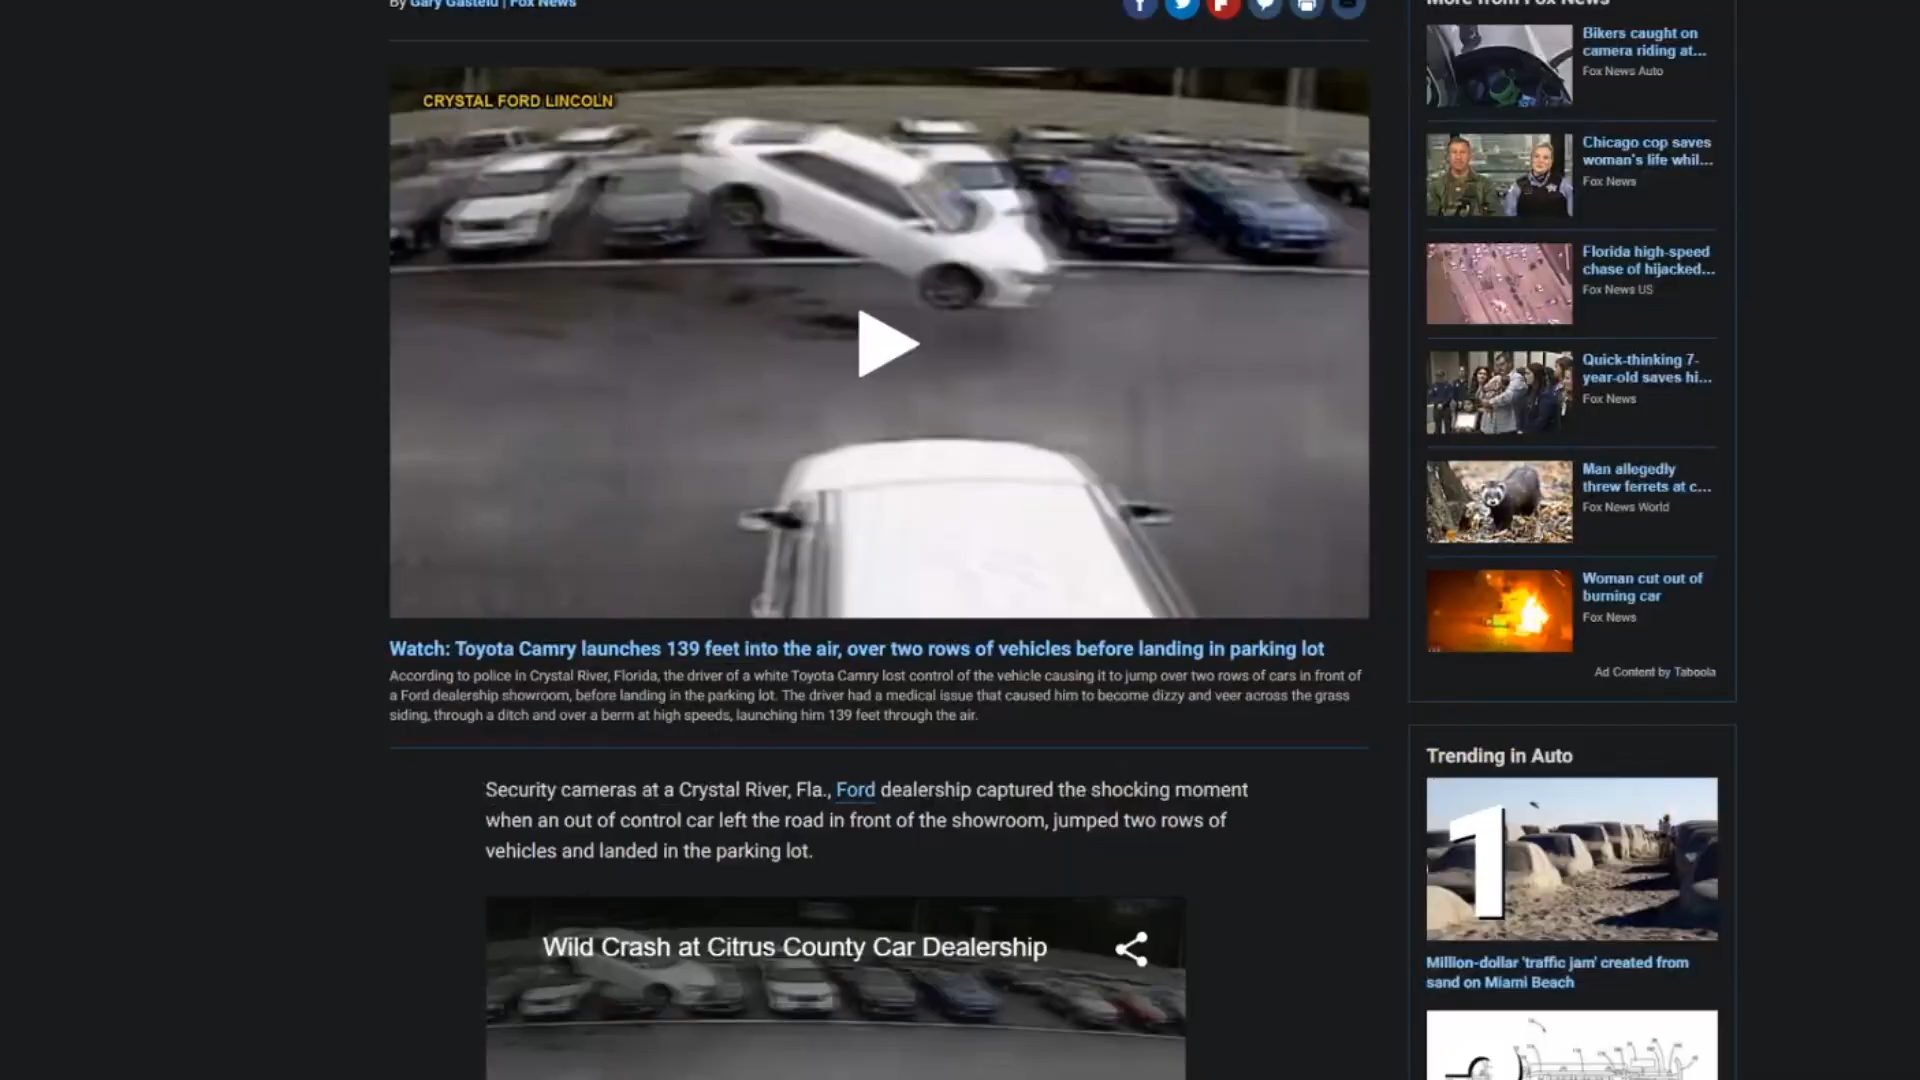 By Gary Gastelu | Fox News
CRYSTAL FORD LINCOLN
Watch: Toyota Camry launches 139 feet into the air, over two rows of vehicles before landing in parking lot
According to police in Crystal River, Florida, the driver of a white Toyota Camry lost control of the vehicle causing it to jump over two rows of cars in front of
a Ford dealership showroom, before landing in the parking lot. The driver had a medical issue that caused him to become dizzy and veer across the grass
siding, through a ditch and over a berm at high speeds, launching him 139 feet through the air.
Security cameras at a Crystal River, Fla., Ford dealership captured the shocking moment
when an out of control car left the road in front of the showroom, jumped two rows of
vehicles and landed in the parking lot.
Wild Crash at Citrus County Car Dealership
More from Fox News
Bikers caught on
camera riding at...
Fox News Auto
Chicago cop saves
woman's life whil...
Fox News
Florida high-speed
chase of hijacked...
Fox News US
Quick-thinking 7-
year-old saves hi...
Fox News
Man allegedly
threw ferrets at c...
Fox News World
Woman cut out of
burning car
Fox News
Ad Content by Taboola
Trending in Auto
1
Million-dollar 'traffic jam' created from
sand on Miami Beach